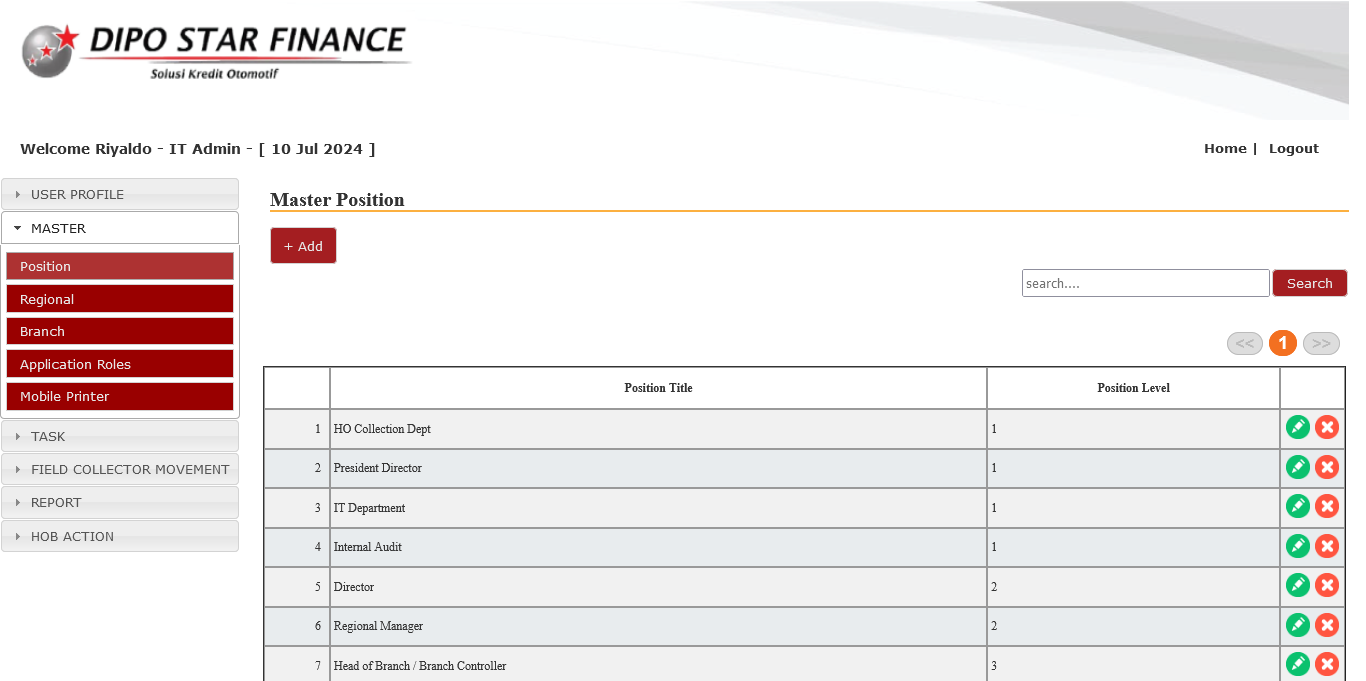 DIPO STAR FINANCE
Solusi Kredit Otomotif
Welcome Riyaldo - IT Admin - [ 10 Jul 2024 ]
Home | Logout
USER PROFILE
MASTER
Position
Regional
Branch
Application Roles
Mobile Printer
TASK
FIELD COLLECTOR MOVEMENT
REPORT
HOB ACTION
Master Position
+ Add
search.... Search
<< 1 >>
Position Title Position Level
1 HO Collection Dept 1
2 President Director 1
3 IT Department 1
4 Internal Audit 1
5 Director 2
6 Regional Manager 2
7 Head of Branch / Branch Controller 3